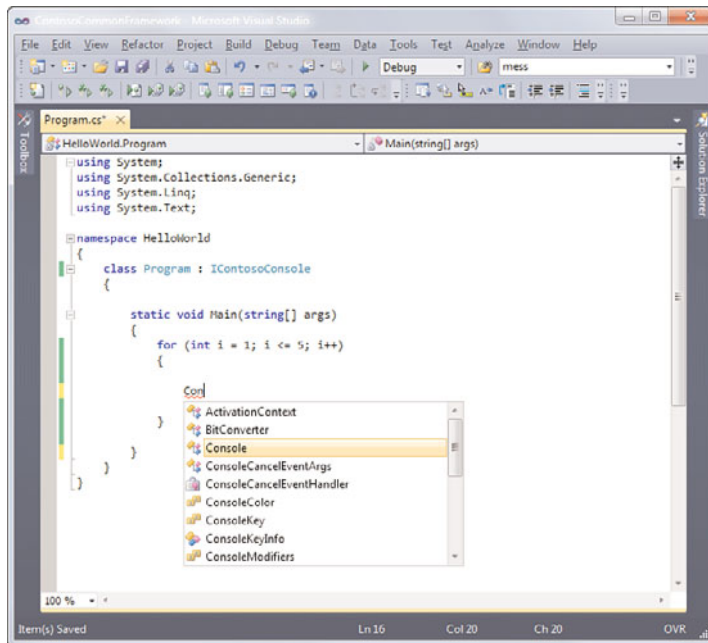 ContosoCommonFramework - Microsoft Visual Studio
File Edit View Refactor Project Build Debug Team Data Tools Test Analyze Window Help
Debug mess
Toolbox
Program.cs* ×
Solution Explorer
HelloWorld.Program Main(string[] args)
using System;
using System.Collections.Generic;
using System.Linq;
using System.Text;
namespace HelloWorld
{
class Program : IContosoConsole
{
static void Main(string[] args)
{
for (int i = 1; i <= 5; i++)
{
Con
ActivationContext
BitConverter
Console
ConsoleCancelEventArgs
ConsoleCancelEventHandler
ConsoleColor
ConsoleKey
ConsoleKeyInfo
ConsoleModifiers
}
}
}
}
100 %
Item(s) Saved Ln 16 Col 20 Ch 20 OVR